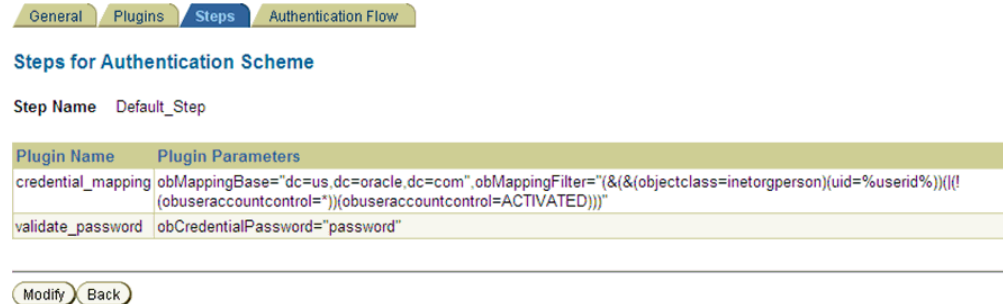 General Plugins Steps Authentication Flow
Steps for Authentication Scheme
Step Name Default_Step
Plugin Name Plugin Parameters
credential_mapping obMappingBase="dc=us,dc=oracle,dc=com",obMappingFilter="(&(&(objectclass=inetorgperson)(uid=%userid%))(|(!
(obuseraccountcontrol=*))(obuseraccountcontrol=ACTIVATED)))"
validate_password obCredentialPassword="password"
Modify Back